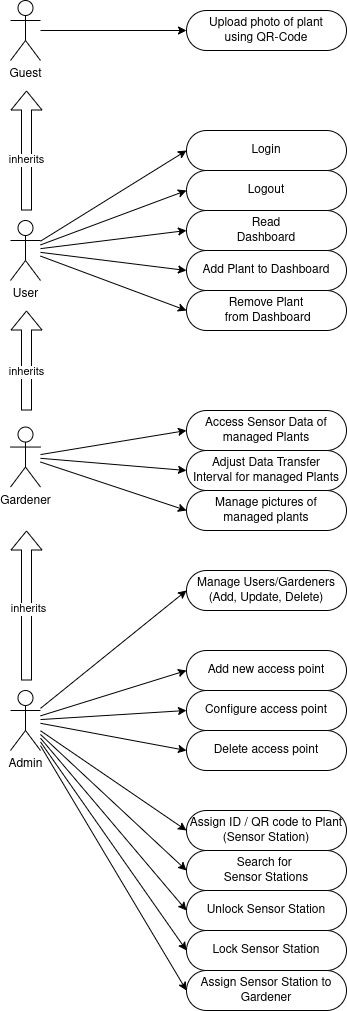 Upload photo of plant
using QR-Code
Guest
inherits
Login
Logout
Read
Dashboard
Add Plant to Dashboard
User
Remove Plant
from Dashboard
inherits
Access Sensor Data of
managed Plants
Adjust Data Transfer
Interval for managed Plants
Gardener
Manage pictures of
managed plants
Manage Users/Gardeners
(Add, Update, Delete)
inherits
Add new access point
Configure access point
Delete access point
Admin
Assign ID / QR code to Plant
(Sensor Station)
Search for
Sensor Stations
Unlock Sensor Station
Lock Sensor Station
Assign Sensor Station to
Gardener